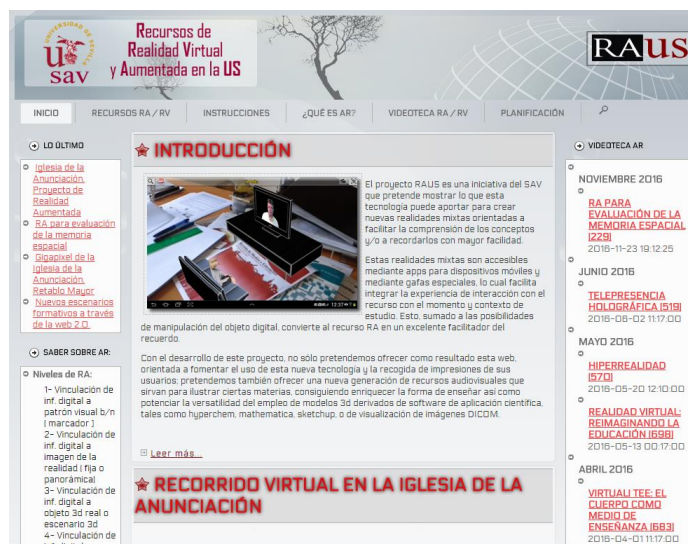 UNIVERSIDAD DE SEVILLA
us
sav
Recursos de
Realidad Virtual
y Aumentada en la US
RAUS
INICIO
RECURSOS RA / RV
INSTRUCCIONES
¿QUÉ ES AR?
VIDEOTECA RA / RV
PLANIFICACIÓN
LO ÚLTIMO
Iglesia de la
Anunciación.
Proyecto de
Realidad
Aumentada
RA para evaluación
de la memoria
espacial
Gigapixel de la
Iglesia de la
Anunciación.
Retablo Mayor
Nuevos escenarios
formativos a través
de la web 2.0.
SABER SOBRE AR:
Niveles de RA:
1- Vinculación de
inf. digital a
patrón visual b/n
( marcador )
2- Vinculación de
inf. digital a
imagen de la
realidad ( fija o
panorámica)
3- Vinculación de
inf. digital a
objeto 3d real o
escenario 3d
4- Vinculación de
INTRODUCCIÓN
El proyecto RAUS es una iniciativa del SAV
que pretende mostrar lo que esta
tecnología puede aportar para crear
nuevas realidades mixtas orientadas a
facilitar la comprensión de los conceptos
y/o a recordarlos con mayor facilidad.
Estas realidades mixtas son accesibles
mediante apps para dispositivos móviles y
mediante gafas especiales, lo cual facilita
integrar la experiencia de interacción con el
recurso con el momento y contexto de
estudio. Esto, sumado a las posibilidades
de manipulación del objeto digital, convierte al recurso RA en un excelente facilitador del
recuerdo.
Con el desarrollo de este proyecto, no sólo pretendemos ofrecer como resultado esta web,
orientada a fomentar el uso de esta nueva tecnología y la recogida de impresiones de sus
usuarios; pretendemos también ofrecer una nueva generación de recursos audiovisuales que
sirvan para ilustrar ciertas materias, consiguiendo enriquecer la forma de enseñar así como
potenciar la versatilidad del empleo de modelos 3d derivados de software de aplicación científica,
tales como hyperchem, mathematica, sketchup, o de visualización de imágenes DICOM.
Leer más...
RECORRIDO VIRTUAL EN LA IGLESIA DE LA
ANUNCIACIÓN
VIDEOTECA AR
NOVIEMBRE 2016
RA PARA
EVALUACIÓN DE LA
MEMORIA ESPACIAL
(229)
2016-11-23 19:12:25
JUNIO 2016
TELEPRESENCIA
HOLOGRÁFICA (519)
2016-06-02 11:17:00
MAYO 2016
HIPERREALIDAD
(570)
2016-05-20 12:10:00
REALIDAD VIRTUAL:
REIMAGINANDO LA
EDUCACIÓN (698)
2016-05-13 00:17:00
ABRIL 2016
VIRTUALI TEE: EL
CUERPO COMO
MEDIO DE
ENSEÑANZA (683)
2016-04-01 11:17:00